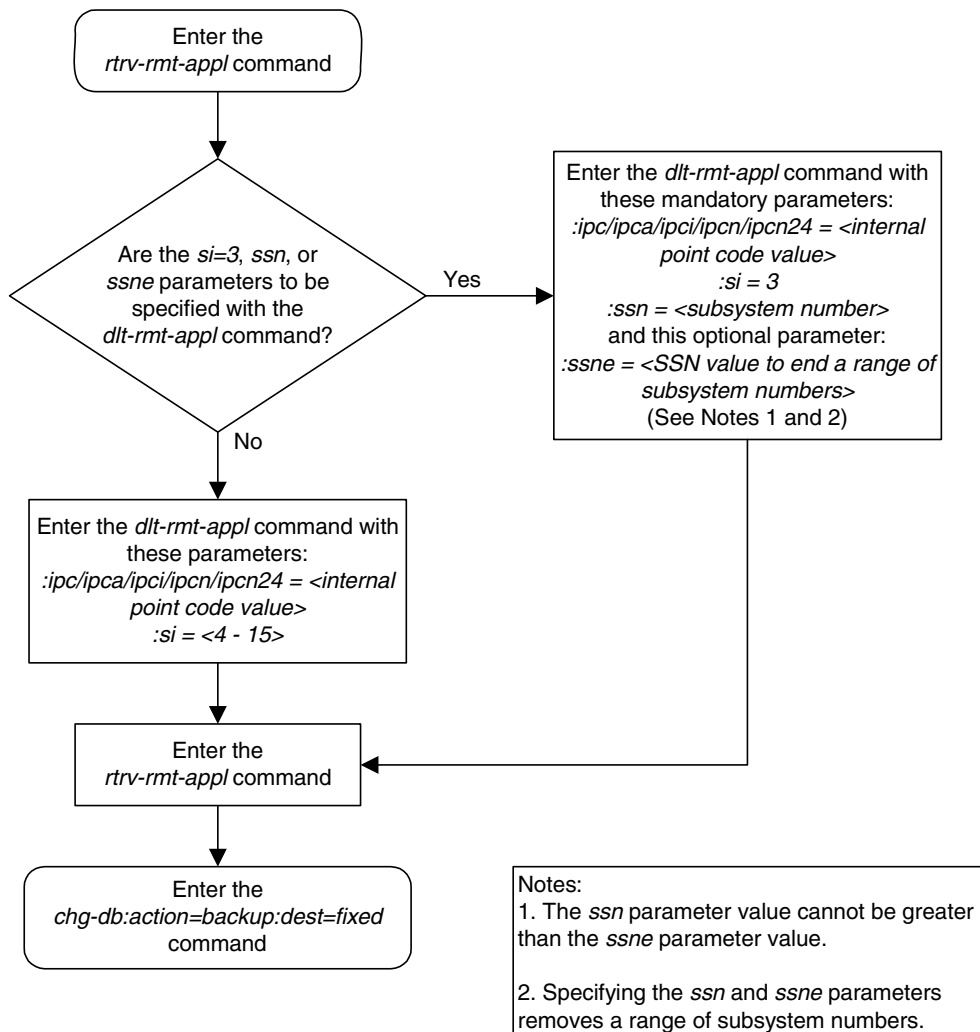 Enter the
rtrv-rmt-appl command
Are the si=3, ssn, or
ssne parameters to be
specified with the
dlt-rmt-appl command?
Yes
Enter the dlt-rmt-appl command with
these mandatory parameters:
:ipc/ipca/ipci/ipcn/ipcn24 = <internal
point code value>
:si = 3
:ssn = <subsystem number>
and this optional parameter:
:ssne = <SSN value to end a range of
subsystem numbers>
(See Notes 1 and 2)
No
Enter the dlt-rmt-appl command with
these parameters:
:ipc/ipca/ipci/ipcn/ipcn24 = <internal
point code value>
:si = <4 - 15>
Enter the
rtrv-rmt-appl command
Enter the
chg-db:action=backup:dest=fixed
command
Notes:
1. The ssn parameter value cannot be greater
than the ssne parameter value.
2. Specifying the ssn and ssne parameters
removes a range of subsystem numbers.